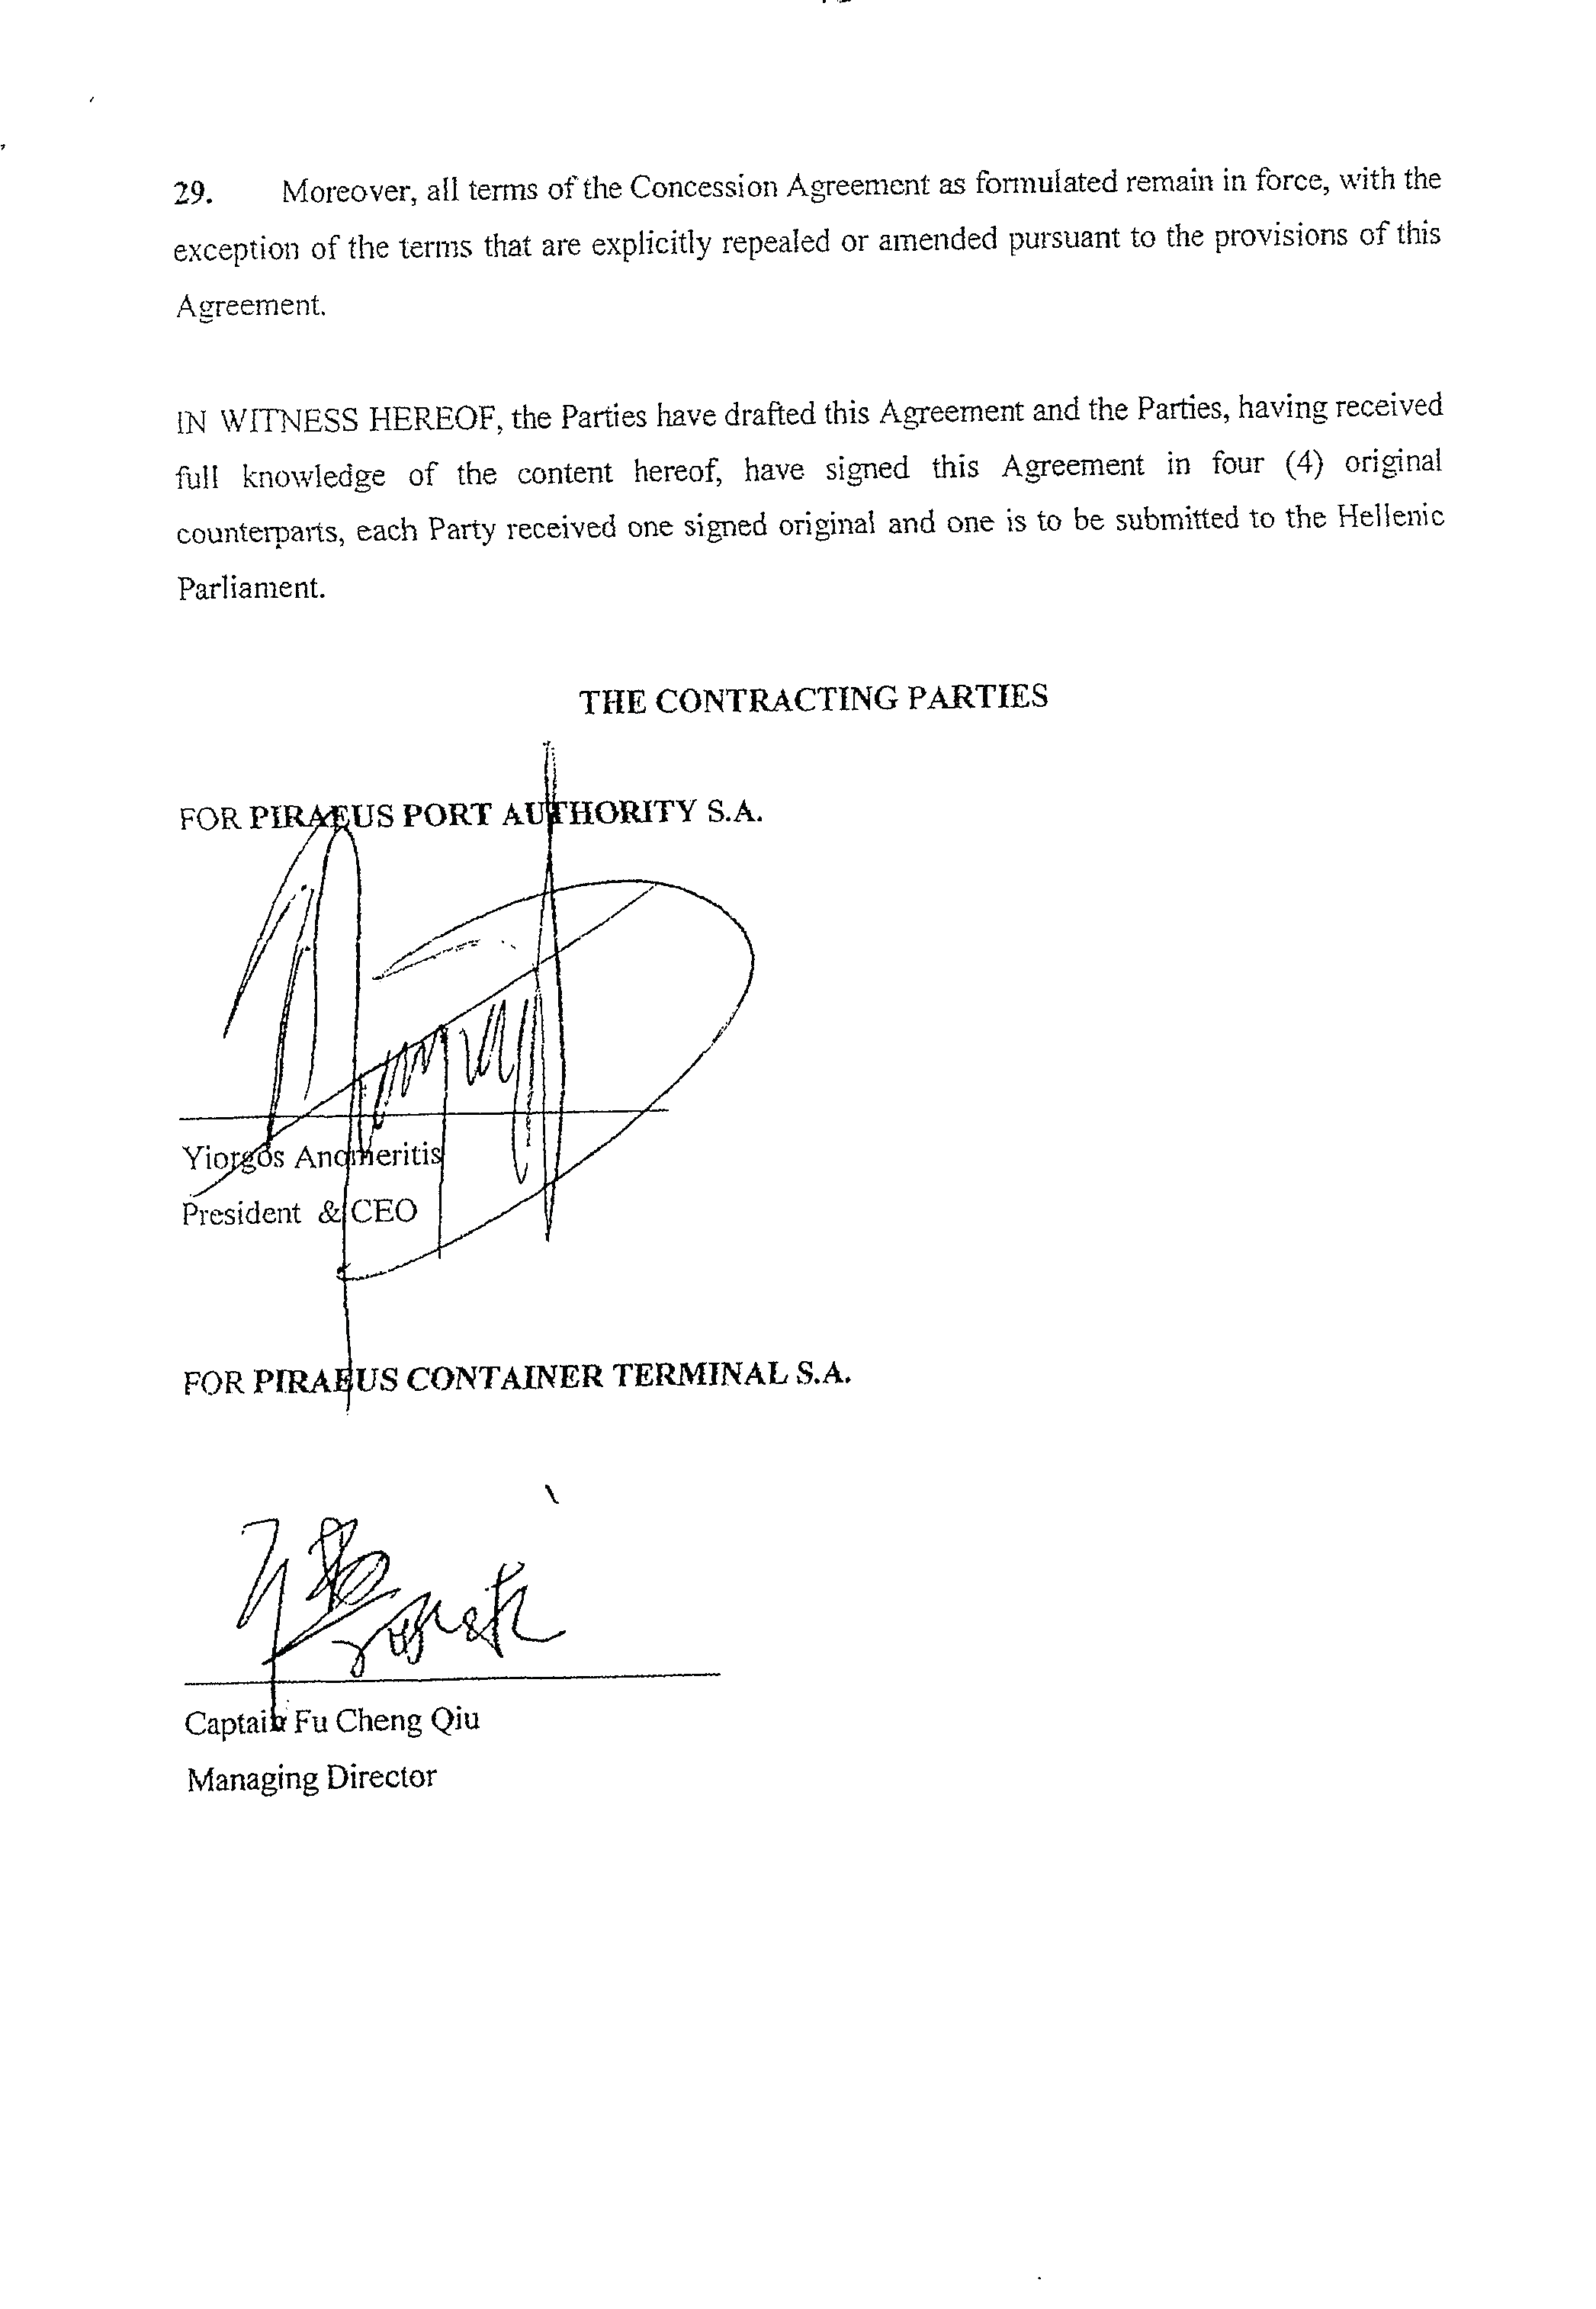 29. Moreover, all terms of the Concession Agreement as formulated remain in force, with the
exception of the terms that are explicitly repealed or amended pursuant to the provisions of this
Agreement.
IN WITNESS HEREOF, the Parties have drafted this Agreement and the Parties, having received
full knowledge of the content hereof, have signed this Agreement in four (4) original
counterparts, each Party received one signed original and one is to be submitted to the Hellenic
Parliament.
THE CONTRACTING PARTIES
FOR PIRAEUS PORT AUTHORITY S.A.
Yiorgos Anomeritis
President & CEO
FOR PIRAEUS CONTAINER TERMINAL S.A.
Captain Fu Cheng Qiu
Managing Director